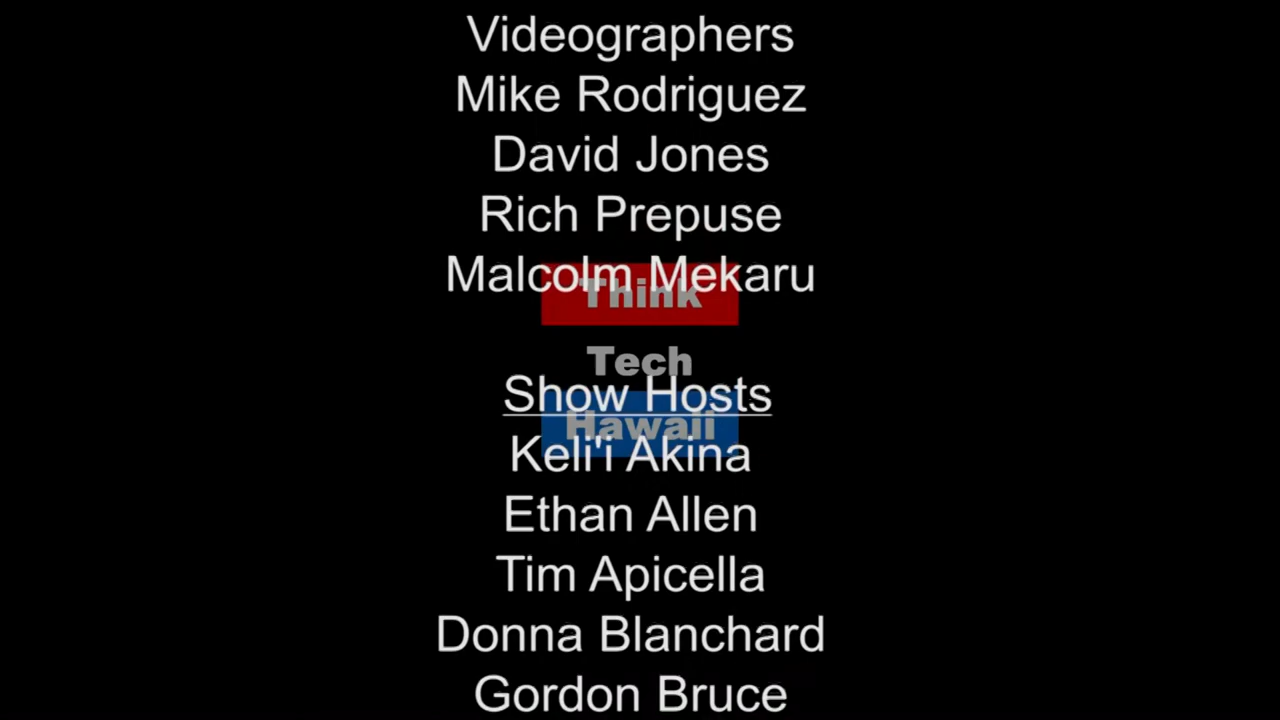 Videographers
Mike Rodriguez
David Jones
Rich Prepuse
Malcolm Mekaru
Think
Tech
Show Hosts
Hawaii
Keli'i Akina
Ethan Allen
Tim Apicella
Donna Blanchard
Gordon Bruce